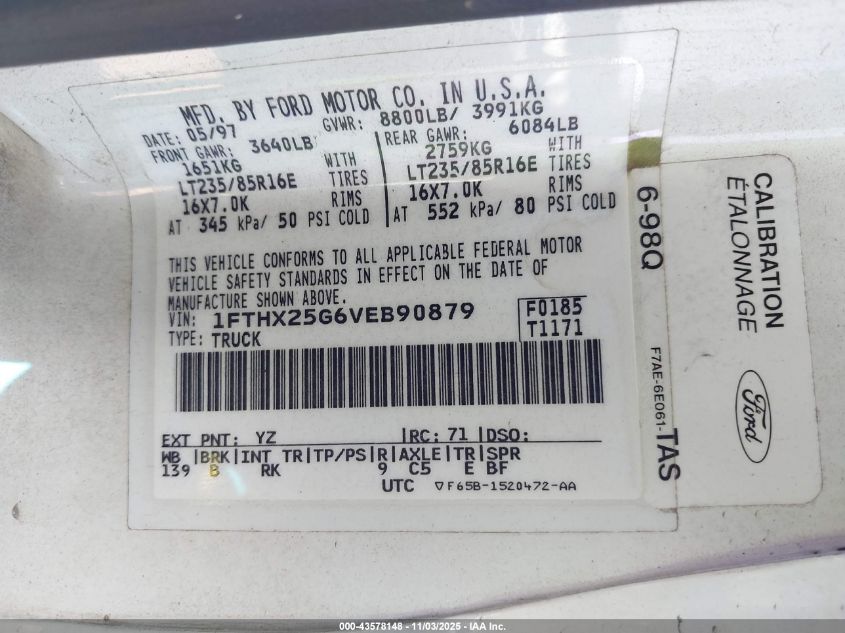 MFD. BY FORD MOTOR CO. IN U.S.A.
DATE: 05/97 GVWR: 8800LB/ 3991KG
FRONT GAWR: 3640LB REAR GAWR: 6084LB
1651KG WITH 2759KG WITH
LT235/85R16E TIRES LT235/85R16E TIRES
16X7.0K RIMS 16X7.0K RIMS
AT 345 kPa/ 50 PSI COLD AT 552 kPa/ 80 PSI COLD
THIS VEHICLE CONFORMS TO ALL APPLICABLE FEDERAL MOTOR
VEHICLE SAFETY STANDARDS IN EFFECT ON THE DATE OF
MANUFACTURE SHOWN ABOVE.
VIN: 1FTHX25G6VEB90879 F0185
TYPE: TRUCK T1171
EXT PNT: YZ |RC: 71 |DSO:
WB |BRK|INT TR|TP/PS|R|AXLE|TR|SPR
139 B RK 9 C5 E BF
UTC ▽F65B-1520472-AA
CALIBRATION
ÉTALONNAGE
6-98Q
F7AE-6E061-TAS
Ford
000-43578148 - 11/03/2025 - IAA, Inc.